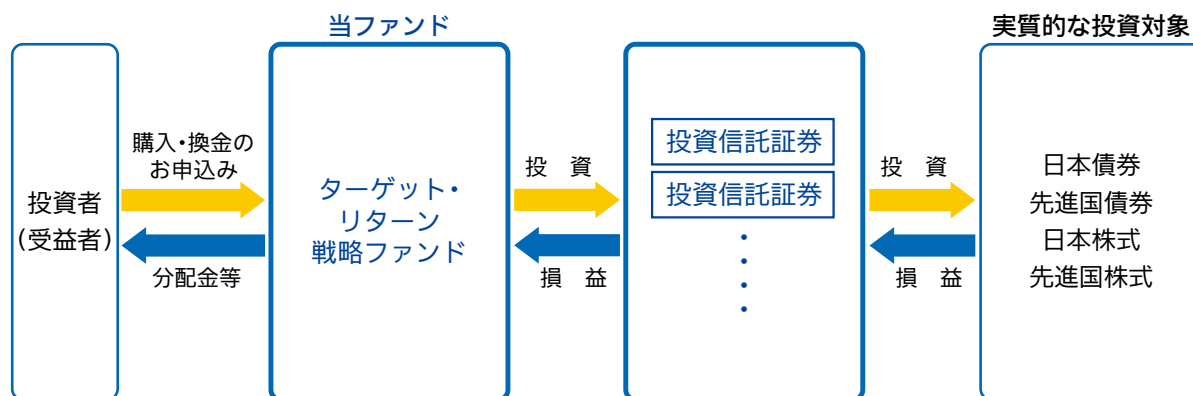 当ファンド
実質的な投資対象
投資者
(受益者)
購入・換金の
お申込み
分配金等
ターゲット・
リターン
戦略ファンド
投　資
損　益
投資信託証券
投資信託証券
・
・
・
・
投　資
損　益
日本債券
先進国債券
日本株式
先進国株式